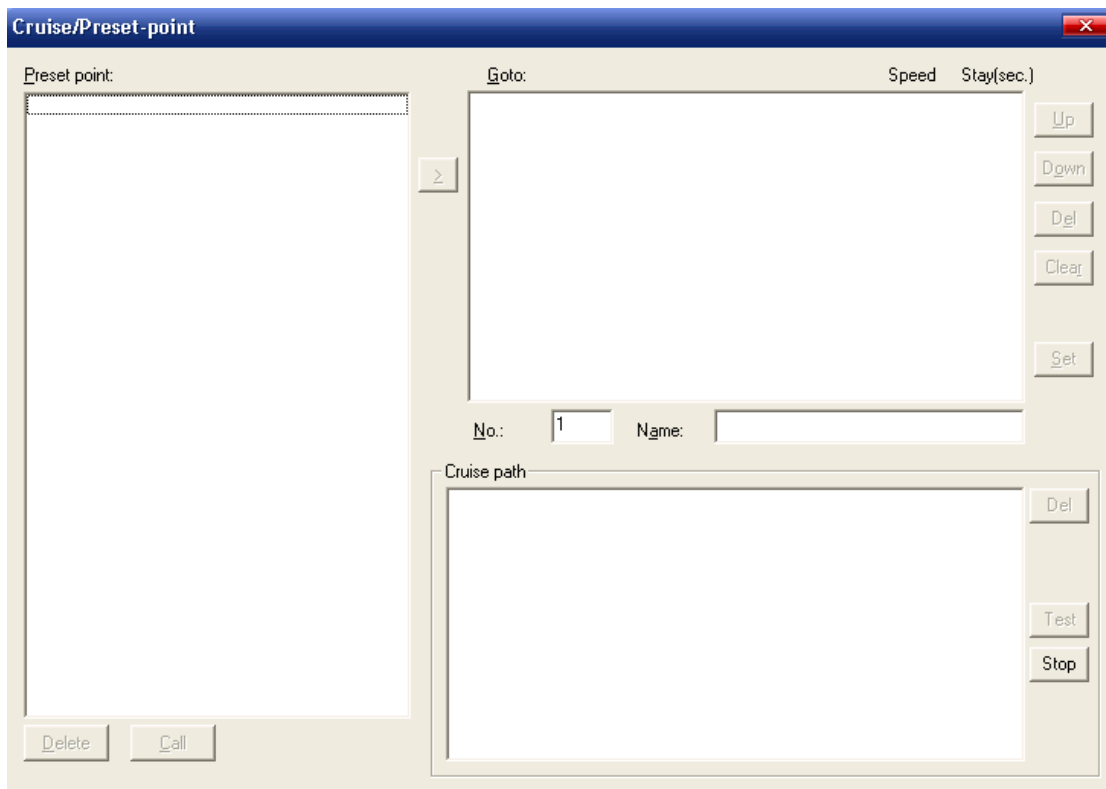 Cruise/Preset-point
Preset point:
Goto: Speed Stay(sec.)
Up
>
Down
Del
Clear
Set
No.: 1 Name:
Cruise path
Del
Test
Stop
Delete Call